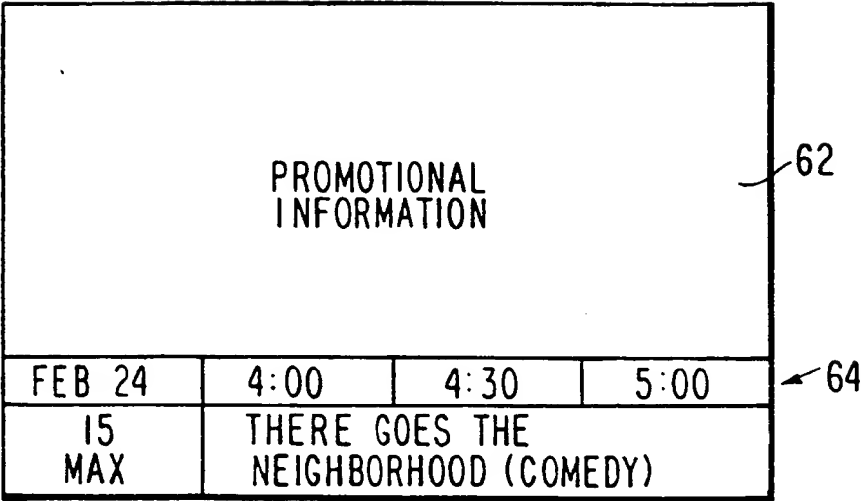 PROMOTIONAL
INFORMATION
62
FEB 24 4:00 4:30 5:00
64
15 THERE GOES THE
MAX NEIGHBORHOOD (COMEDY)